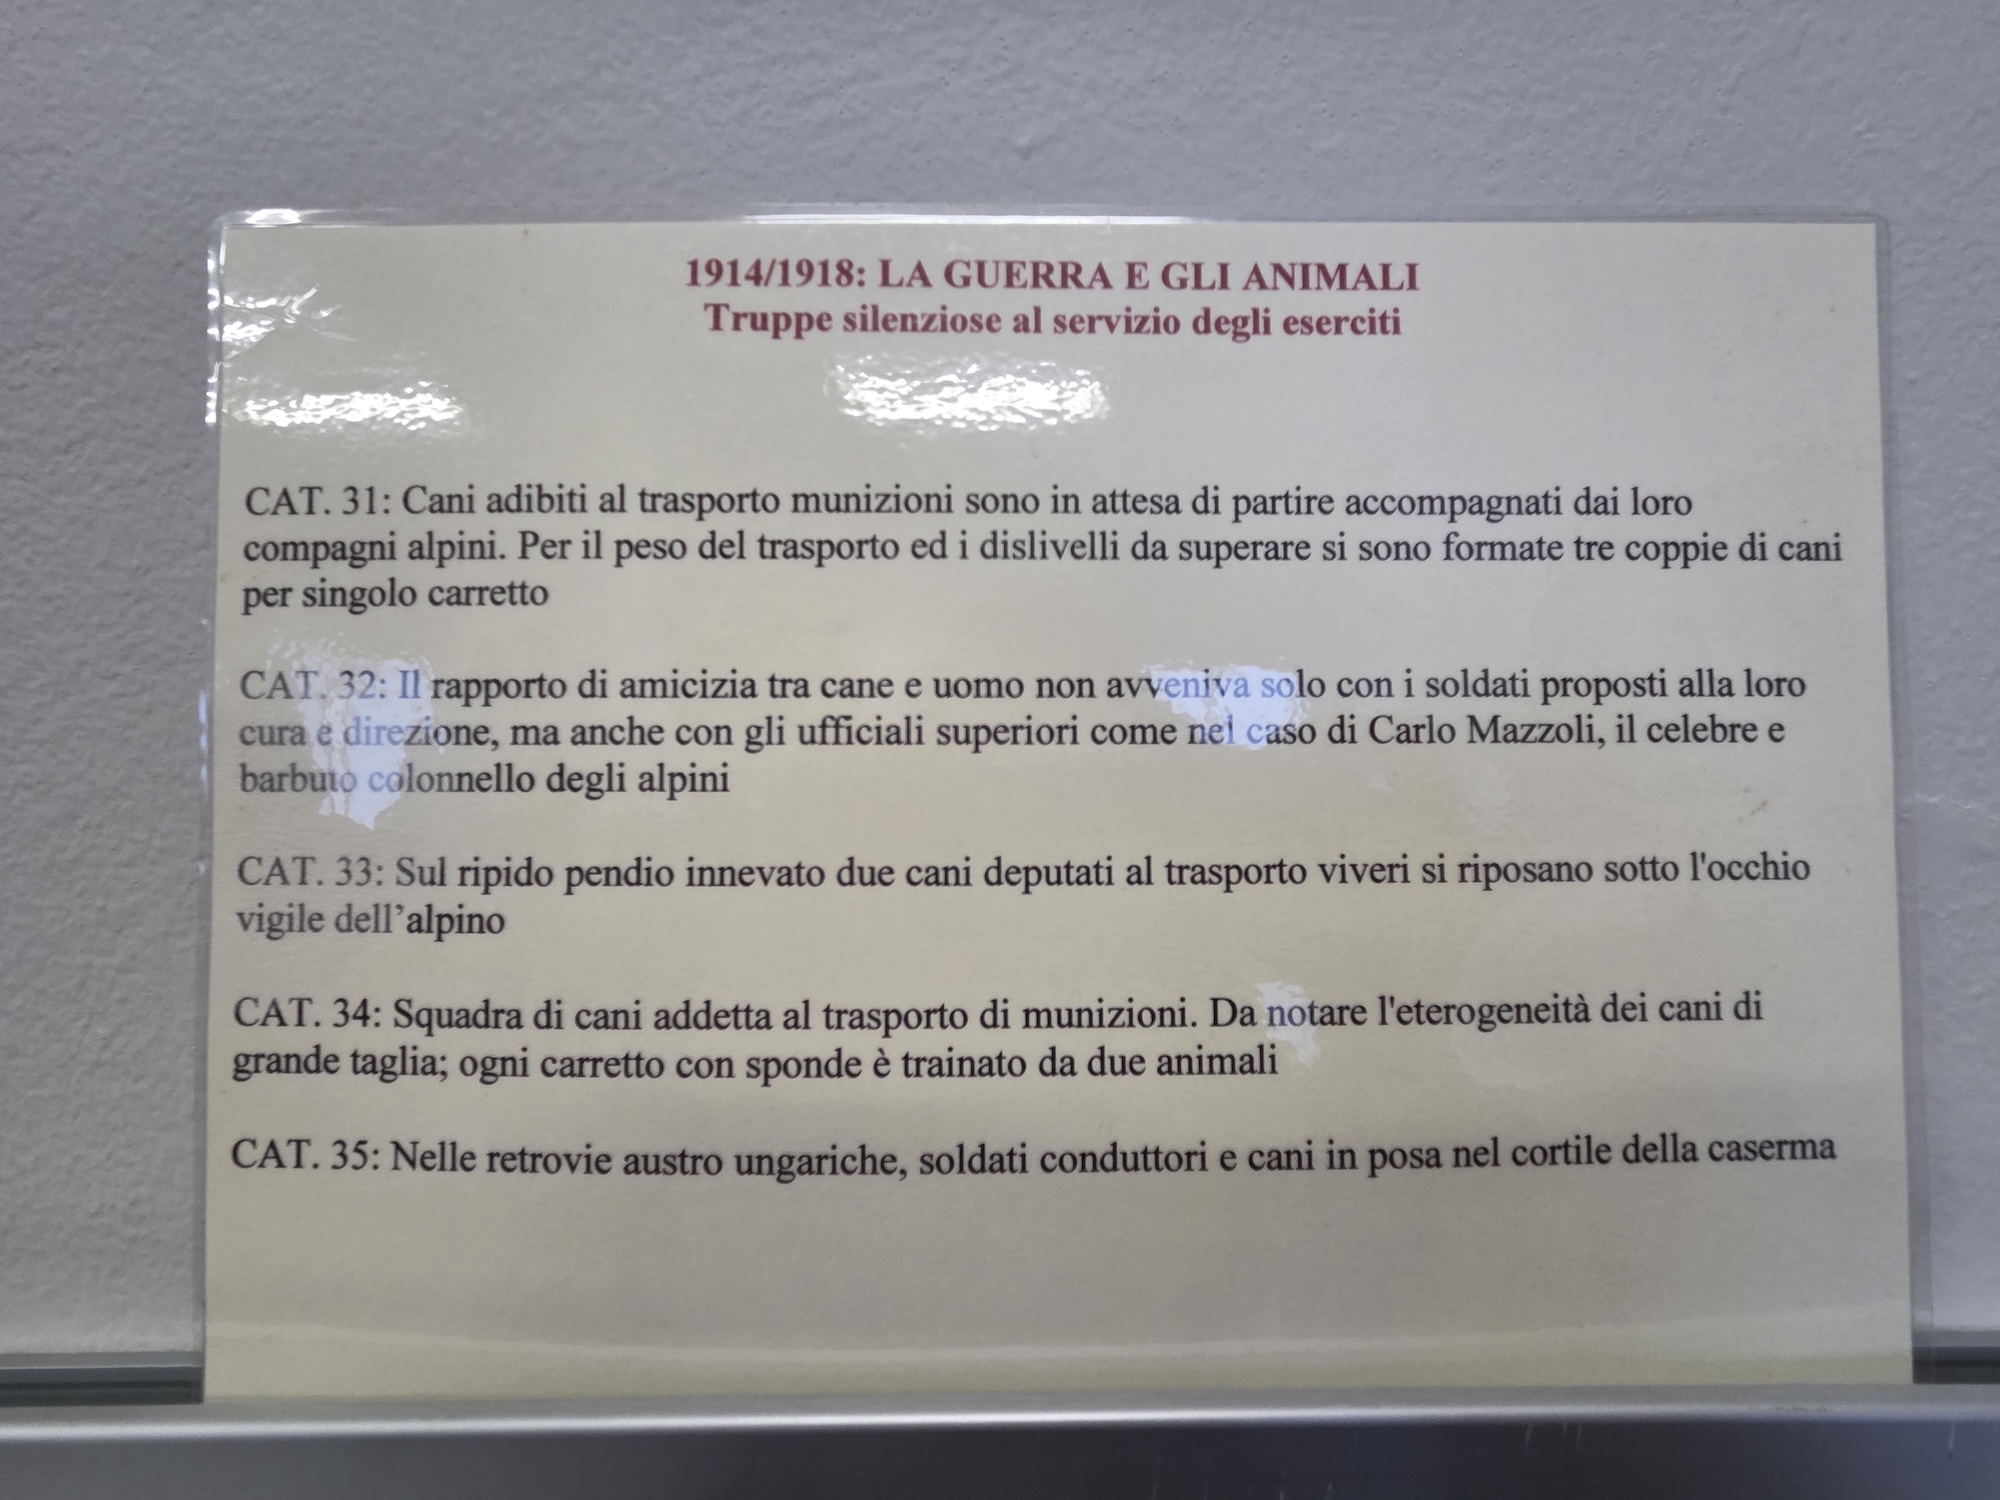 1914/1918: LA GUERRA E GLI ANIMALI
Truppe silenziose al servizio degli eserciti
CAT. 31: Cani adibiti al trasporto munizioni sono in attesa di partire accompagnati dai loro
compagni alpini. Per il peso del trasporto ed i dislivelli da superare si sono formate tre coppie di cani
per singolo carretto
CAT. 32: Il rapporto di amicizia tra cane e uomo non avveniva solo con i soldati proposti alla loro
cura e direzione, ma anche con gli ufficiali superiori come nel caso di Carlo Mazzoli, il celebre e
barbuto colonnello degli alpini
CAT. 33: Sul ripido pendio innevato due cani deputati al trasporto viveri si riposano sotto l'occhio
vigile dell’alpino
CAT. 34: Squadra di cani addetta al trasporto di munizioni. Da notare l'eterogeneità dei cani di
grande taglia; ogni carretto con sponde è trainato da due animali
CAT. 35: Nelle retrovie austro ungariche, soldati conduttori e cani in posa nel cortile della caserma